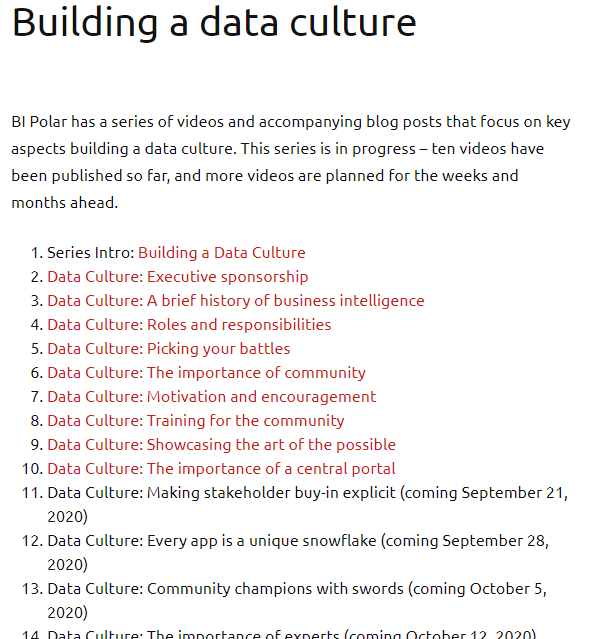 Building a data culture
BI Polar has a series of videos and accompanying blog posts that focus on key
aspects building a data culture. This series is in progress – ten videos have
been published so far, and more videos are planned for the weeks and
months ahead.
1. Series Intro: Building a Data Culture
2. Data Culture: Executive sponsorship
3. Data Culture: A brief history of business intelligence
4. Data Culture: Roles and responsibilities
5. Data Culture: Picking your battles
6. Data Culture: The importance of community
7. Data Culture: Motivation and encouragement
8. Data Culture: Training for the community
9. Data Culture: Showcasing the art of the possible
10. Data Culture: The importance of a central portal
11. Data Culture: Making stakeholder buy-in explicit (coming September 21,
2020)
12. Data Culture: Every app is a unique snowflake (coming September 28,
2020)
13. Data Culture: Community champions with swords (coming October 5,
2020)
14. Data Culture: The importance of experts (coming October 12, 2020)